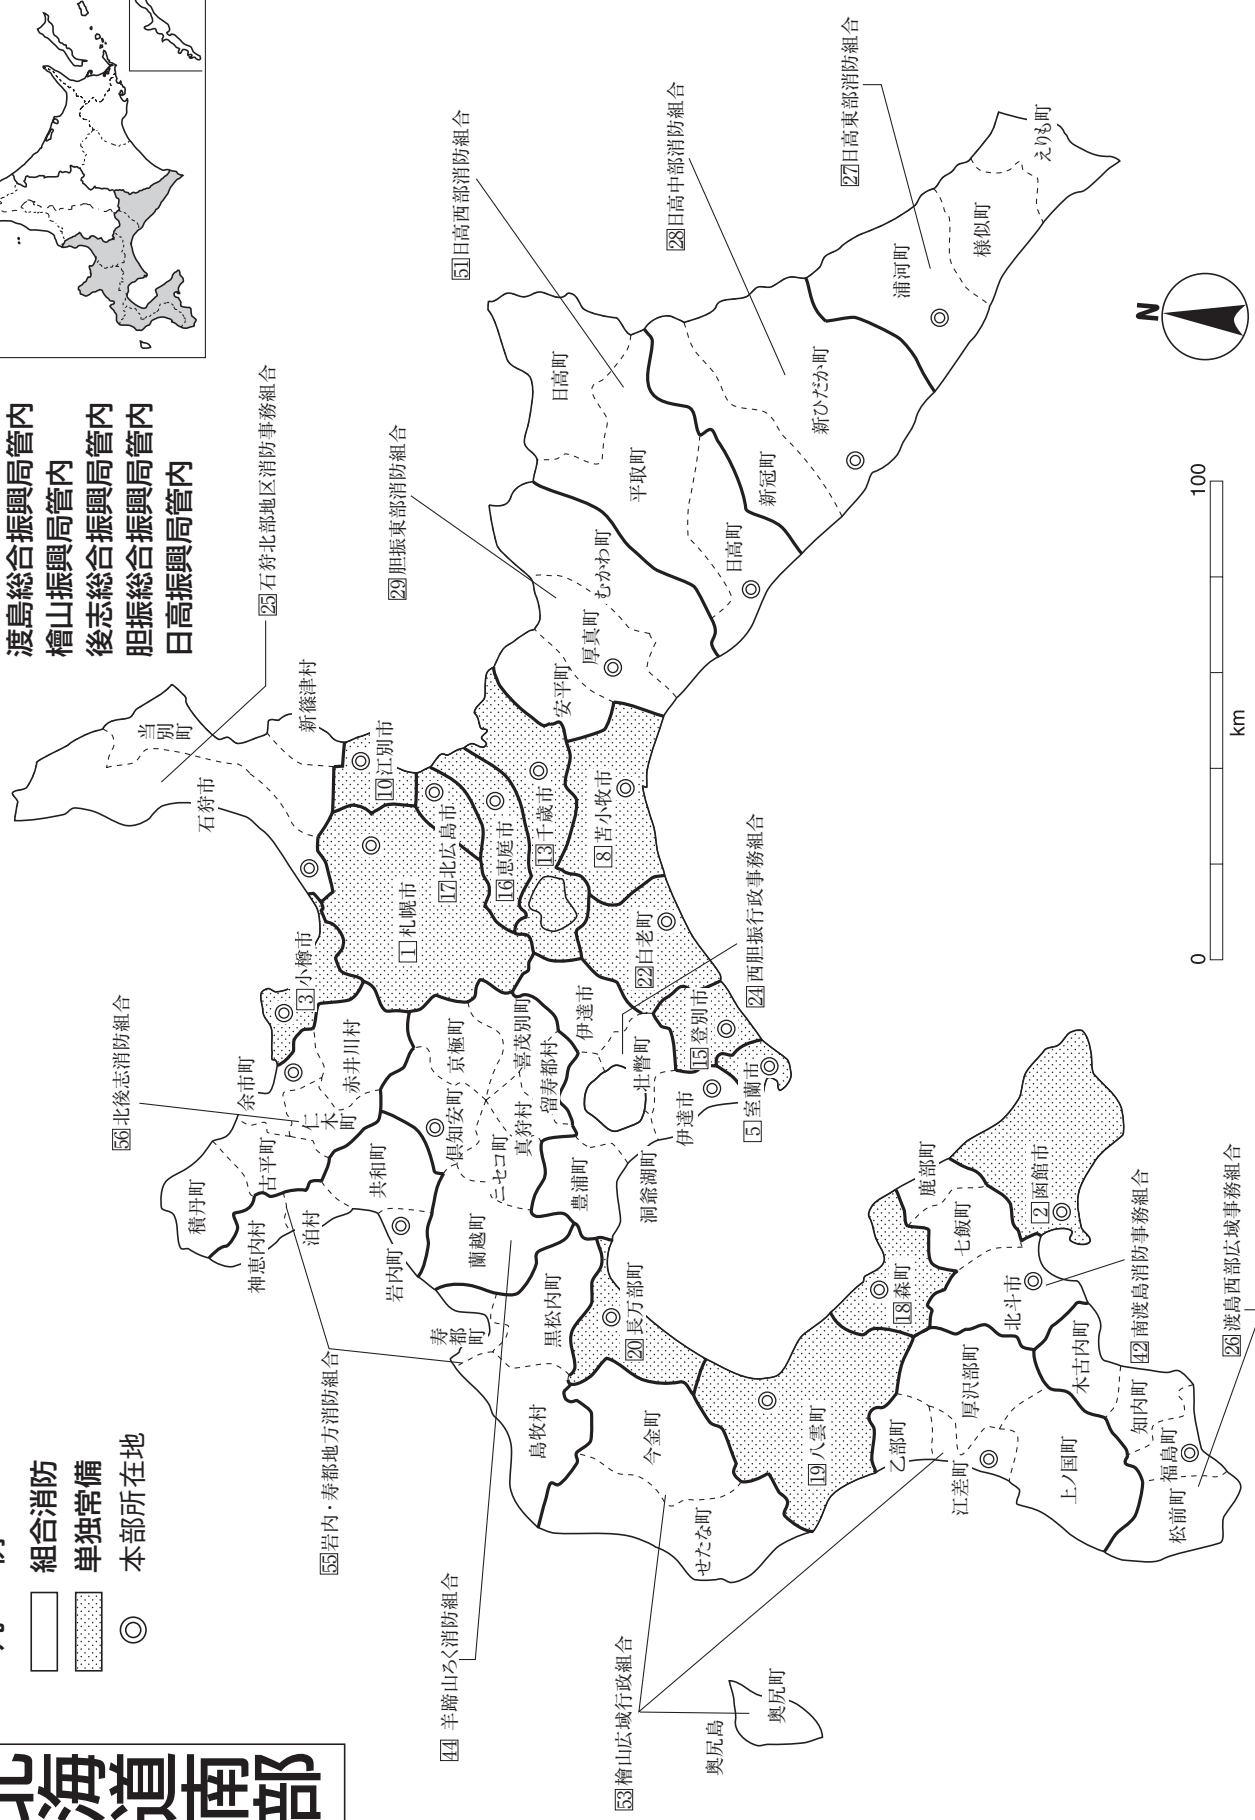 北海道南部
例
組合消防
単独常備
本部所在地
渡島総合振興局管内
檜山振興局管内
後志総合振興局管内
胆振総合振興局管内
日高振興局管内
25石狩北部地区消防事務組合
29胆振東部消防組合
51日高西部消防組合
28日高中部消防組合
27日高東部消防組合
56北後志消防組合
55岩内・寿都地方消防組合
44羊蹄山ろく消防組合
53檜山広域行政組合
24西胆振行政事務組合
42南渡島消防事務組合
26渡島西部広域事務組合
当別町
新篠津村
石狩市
10江別市
17北広島市
16恵庭市
13千歳市
1札幌市
3小樽市
8苫小牧市
22白老町
15登別市
5室蘭市
安平町
厚真町
むかわ町
日高町
平取町
日高町
新冠町
新ひだか町
浦河町
様似町
えりも町
余市町
赤井川村
仁木町
古平町
積丹町
神恵内村
泊村
共和町
岩内町
京極町
倶知安町
喜茂別町
留寿都村
真狩村
ニセコ町
蘭越町
伊達市
壮瞥町
伊達市
豊浦町
洞爺湖町
寿都町
黒松内町
島牧村
20長万部町
今金町
せたな町
19八雲町
18森町
鹿部町
七飯町
2函館市
北斗市
乙部町
厚沢部町
江差町
上ノ国町
木古内町
知内町
福島町
松前町
奥尻島
奥尻町
N
0
100
km